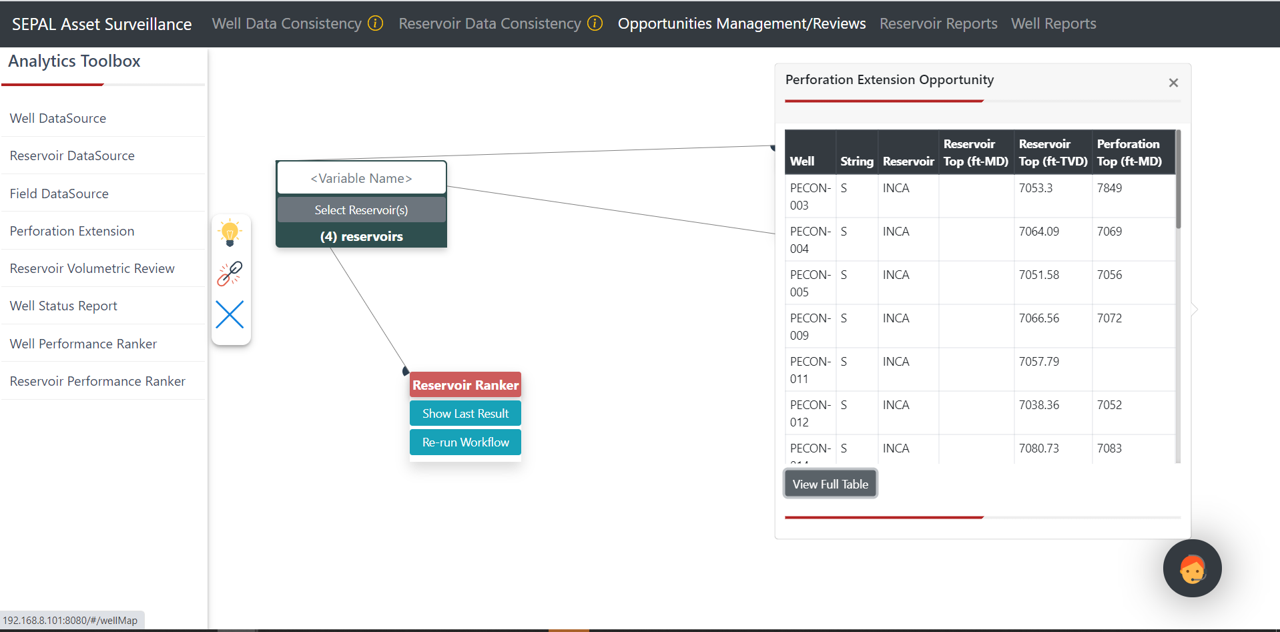 SEPAL Asset Surveillance Well Data Consistency Reservoir Data Consistency Opportunities Management/Reviews Reservoir Reports Well Reports
Analytics Toolbox
Well DataSource
Reservoir DataSource
Field DataSource
Perforation Extension
Reservoir Volumetric Review
Well Status Report
Well Performance Ranker
Reservoir Performance Ranker
<Variable Name>
Select Reservoir(s)
(4) reservoirs
Reservoir Ranker
Show Last Result
Re-run Workflow
Perforation Extension Opportunity
×
Well String Reservoir Reservoir Top (ft-MD) Reservoir Top (ft-TVD) Perforation Top (ft-MD)
PECON-003 S INCA 7053.3 7849
PECON-004 S INCA 7064.09 7069
PECON-005 S INCA 7051.58 7056
PECON-009 S INCA 7066.56 7072
PECON-011 S INCA 7057.79
PECON-012 S INCA 7038.36 7052
PECON- S INCA 7080.73 7083
View Full Table
192.168.8.101:8080/#/wellMap